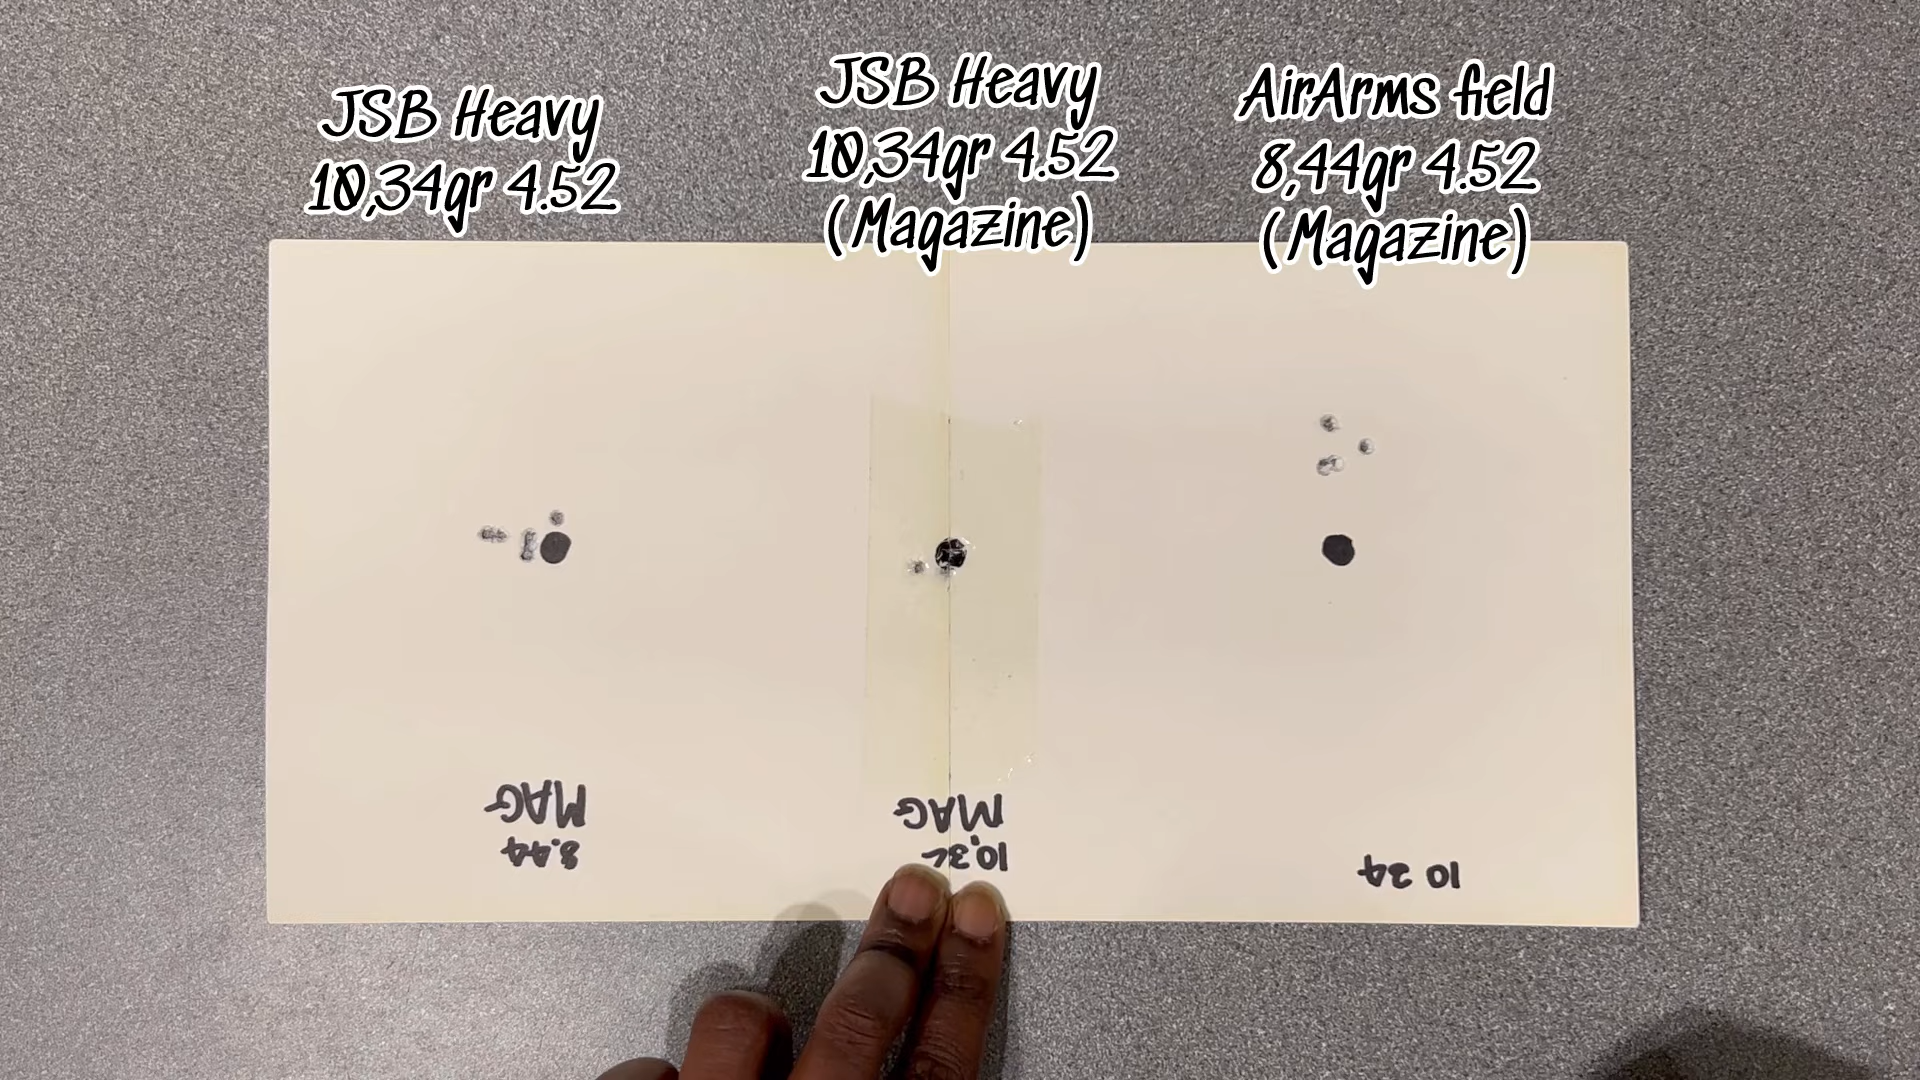 JSB Heavy
10,34gr 4.52
JSB Heavy
10,34gr 4.52
(Magazine)
AirArms field
8,44gr 4.52
(Magazine)
8.44
MAG
10,34
MAG
10 34